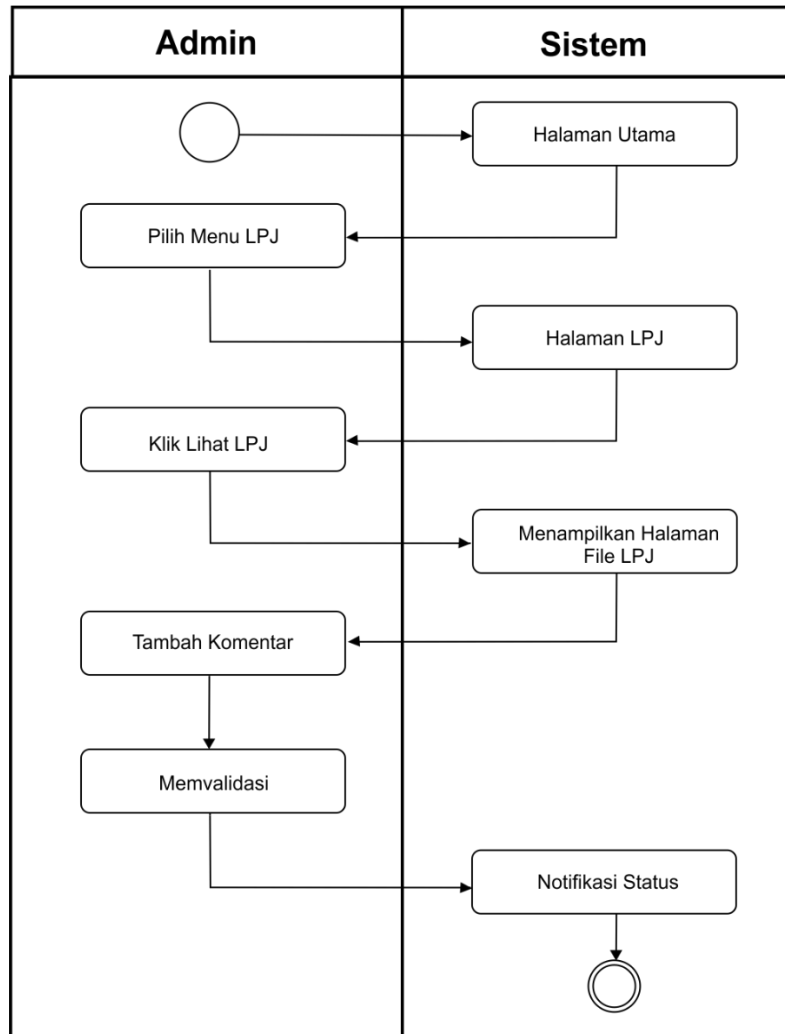 Admin
Sistem
Halaman Utama
Pilih Menu LPJ
Halaman LPJ
Klik Lihat LPJ
Menampilkan Halaman
File LPJ
Tambah Komentar
Memvalidasi
Notifikasi Status